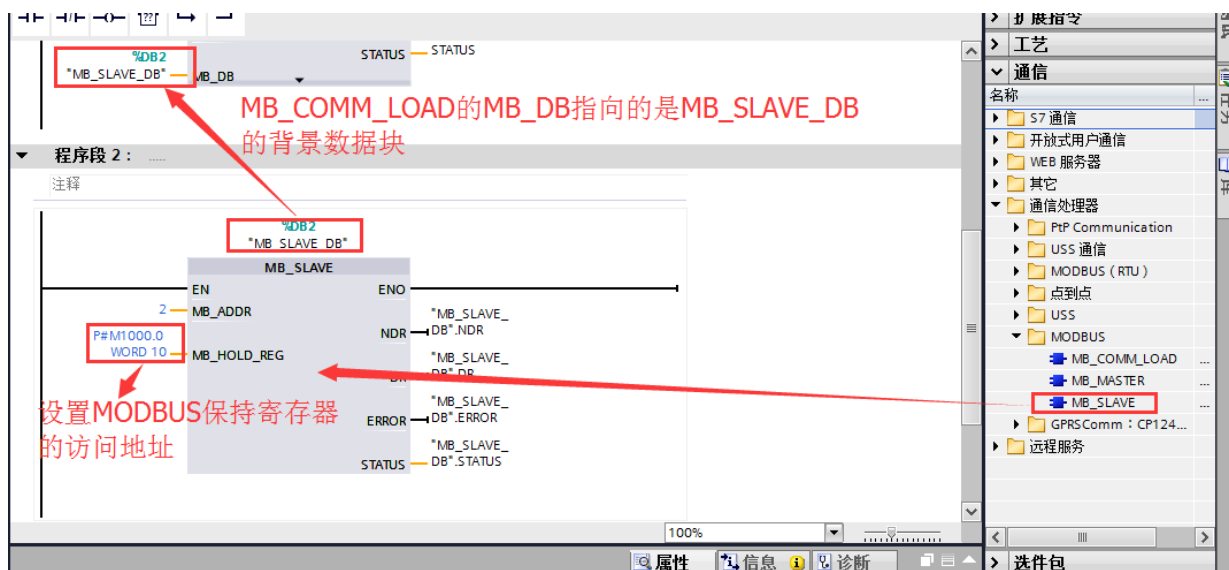 扩展指令
工艺
通信
名称
...
S7 通信
开放式用户通信
WEB 服务器
其它
通信处理器
PtP Communication
USS 通信
MODBUS（RTU）
点到点
USS
MODBUS
MB_COMM_LOAD
...
MB_MASTER
...
MB_SLAVE
...
GPRSComm：CP124...
远程服务
选件包
??
%DB2
"MB_SLAVE_DB"
MB_DB
STATUS
STATUS
MB_COMM_LOAD的MB_DB指向的是MB_SLAVE_DB
的背景数据块
程序段 2： .....
注释
%DB2
"MB_SLAVE_DB"
MB_SLAVE
EN
ENO
2
MB_ADDR
P#M1000.0
WORD 10
MB_HOLD_REG
NDR
"MB_SLAVE_
DB".NDR
DR
"MB_SLAVE_
DB".DR
ERROR
"MB_SLAVE_
DB".ERROR
STATUS
"MB_SLAVE_
DB".STATUS
设置MODBUS保持寄存器
的访问地址
100%
属性
信息
诊断